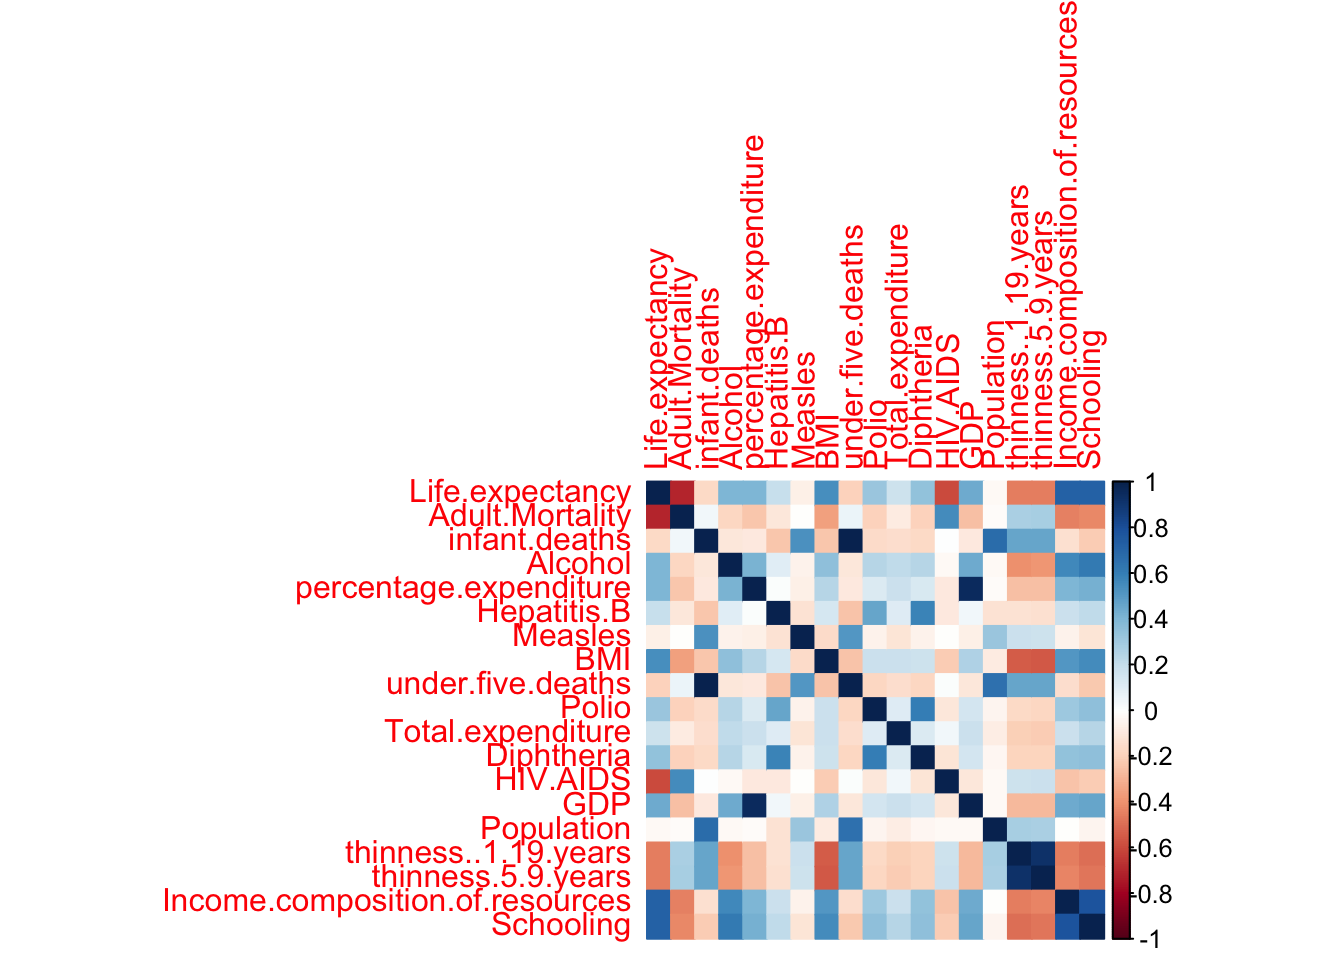 Life.expectancy
Adult.Mortality
infant.deaths
Alcohol
percentage.expenditure
Hepatitis.B
Measles
BMI
under.five.deaths
Polio
Total.expenditure
Diphtheria
HIV.AIDS
GDP
Population
thinness..1.19.years
thinness.5.9.years
Income.composition.of.resources
Schooling
Life.expectancy
Adult.Mortality
infant.deaths
Alcohol
percentage.expenditure
Hepatitis.B
Measles
BMI
under.five.deaths
Polio
Total.expenditure
Diphtheria
HIV.AIDS
GDP
Population
thinness..1.19.years
thinness.5.9.years
Income.composition.of.resources
Schooling
1
0.8
0.6
0.4
0.2
0
-0.2
-0.4
-0.6
-0.8
-1